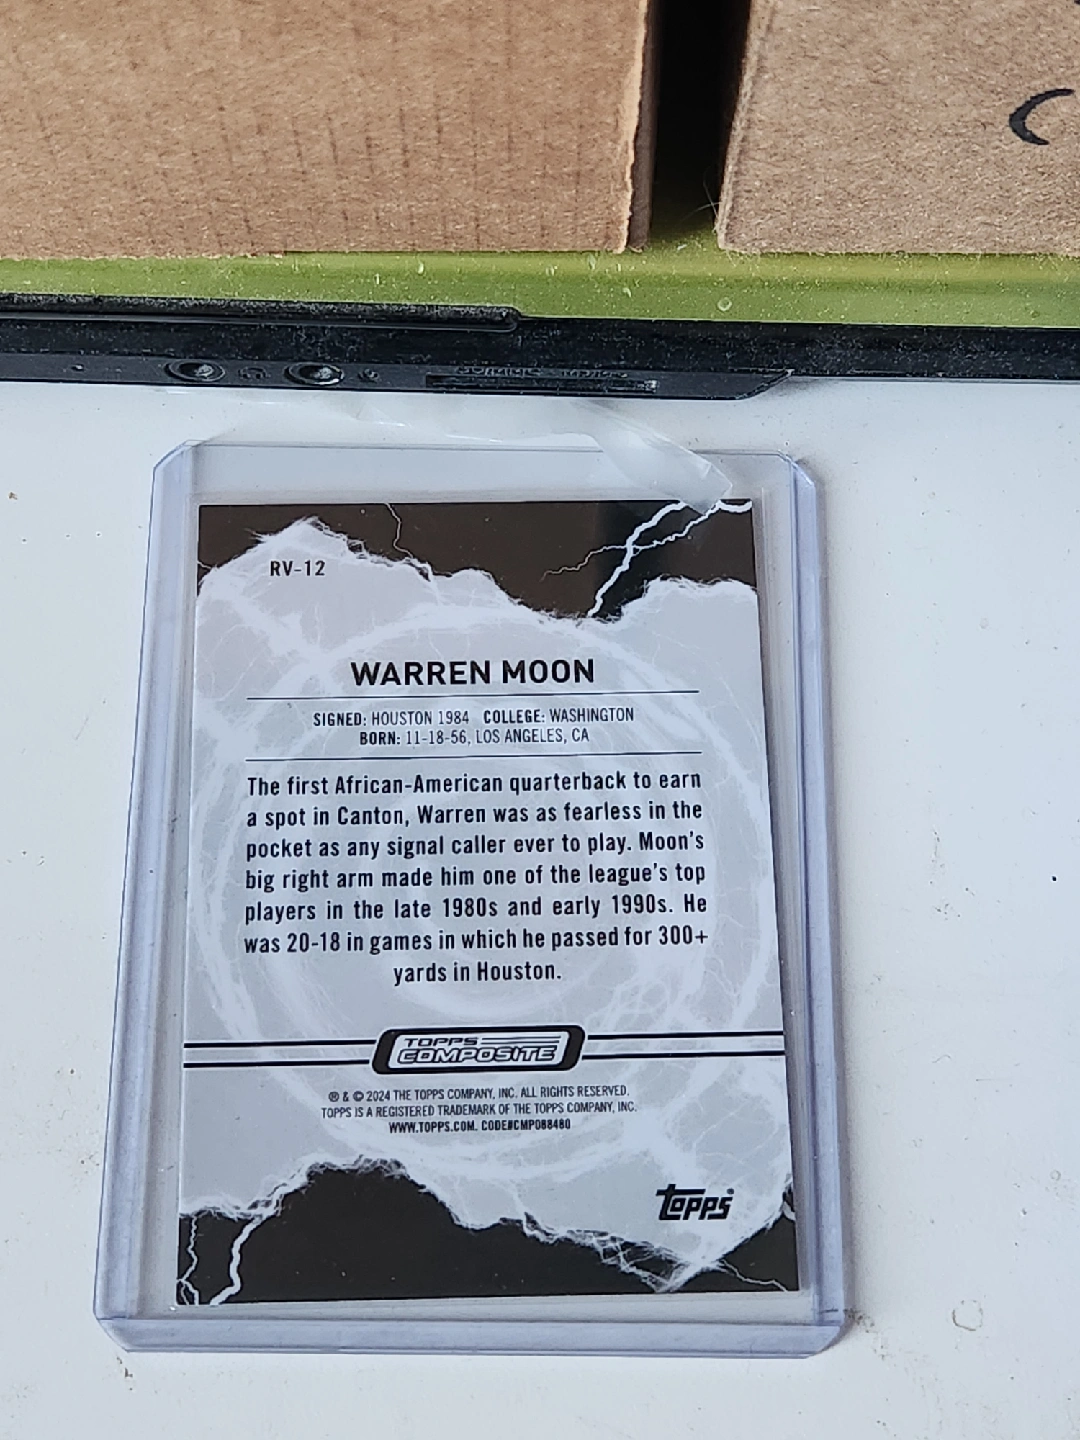 RV-12
WARREN MOON
SIGNED: HOUSTON 1984 COLLEGE: WASHINGTON
BORN: 11-18-56, LOS ANGELES, CA
The first African-American quarterback to earn
a spot in Canton, Warren was as fearless in the
pocket as any signal caller ever to play. Moon's
big right arm made him one of the league's top
players in the late 1980s and early 1990s. He
was 20-18 in games in which he passed for 300+
yards in Houston.
TOPPS
COMPOSITE
® & © 2024 THE TOPPS COMPANY, INC. ALL RIGHTS RESERVED.
TOPPS IS A REGISTERED TRADEMARK OF THE TOPPS COMPANY, INC.
WWW.TOPPS.COM. CODE#CMP088480
topps®